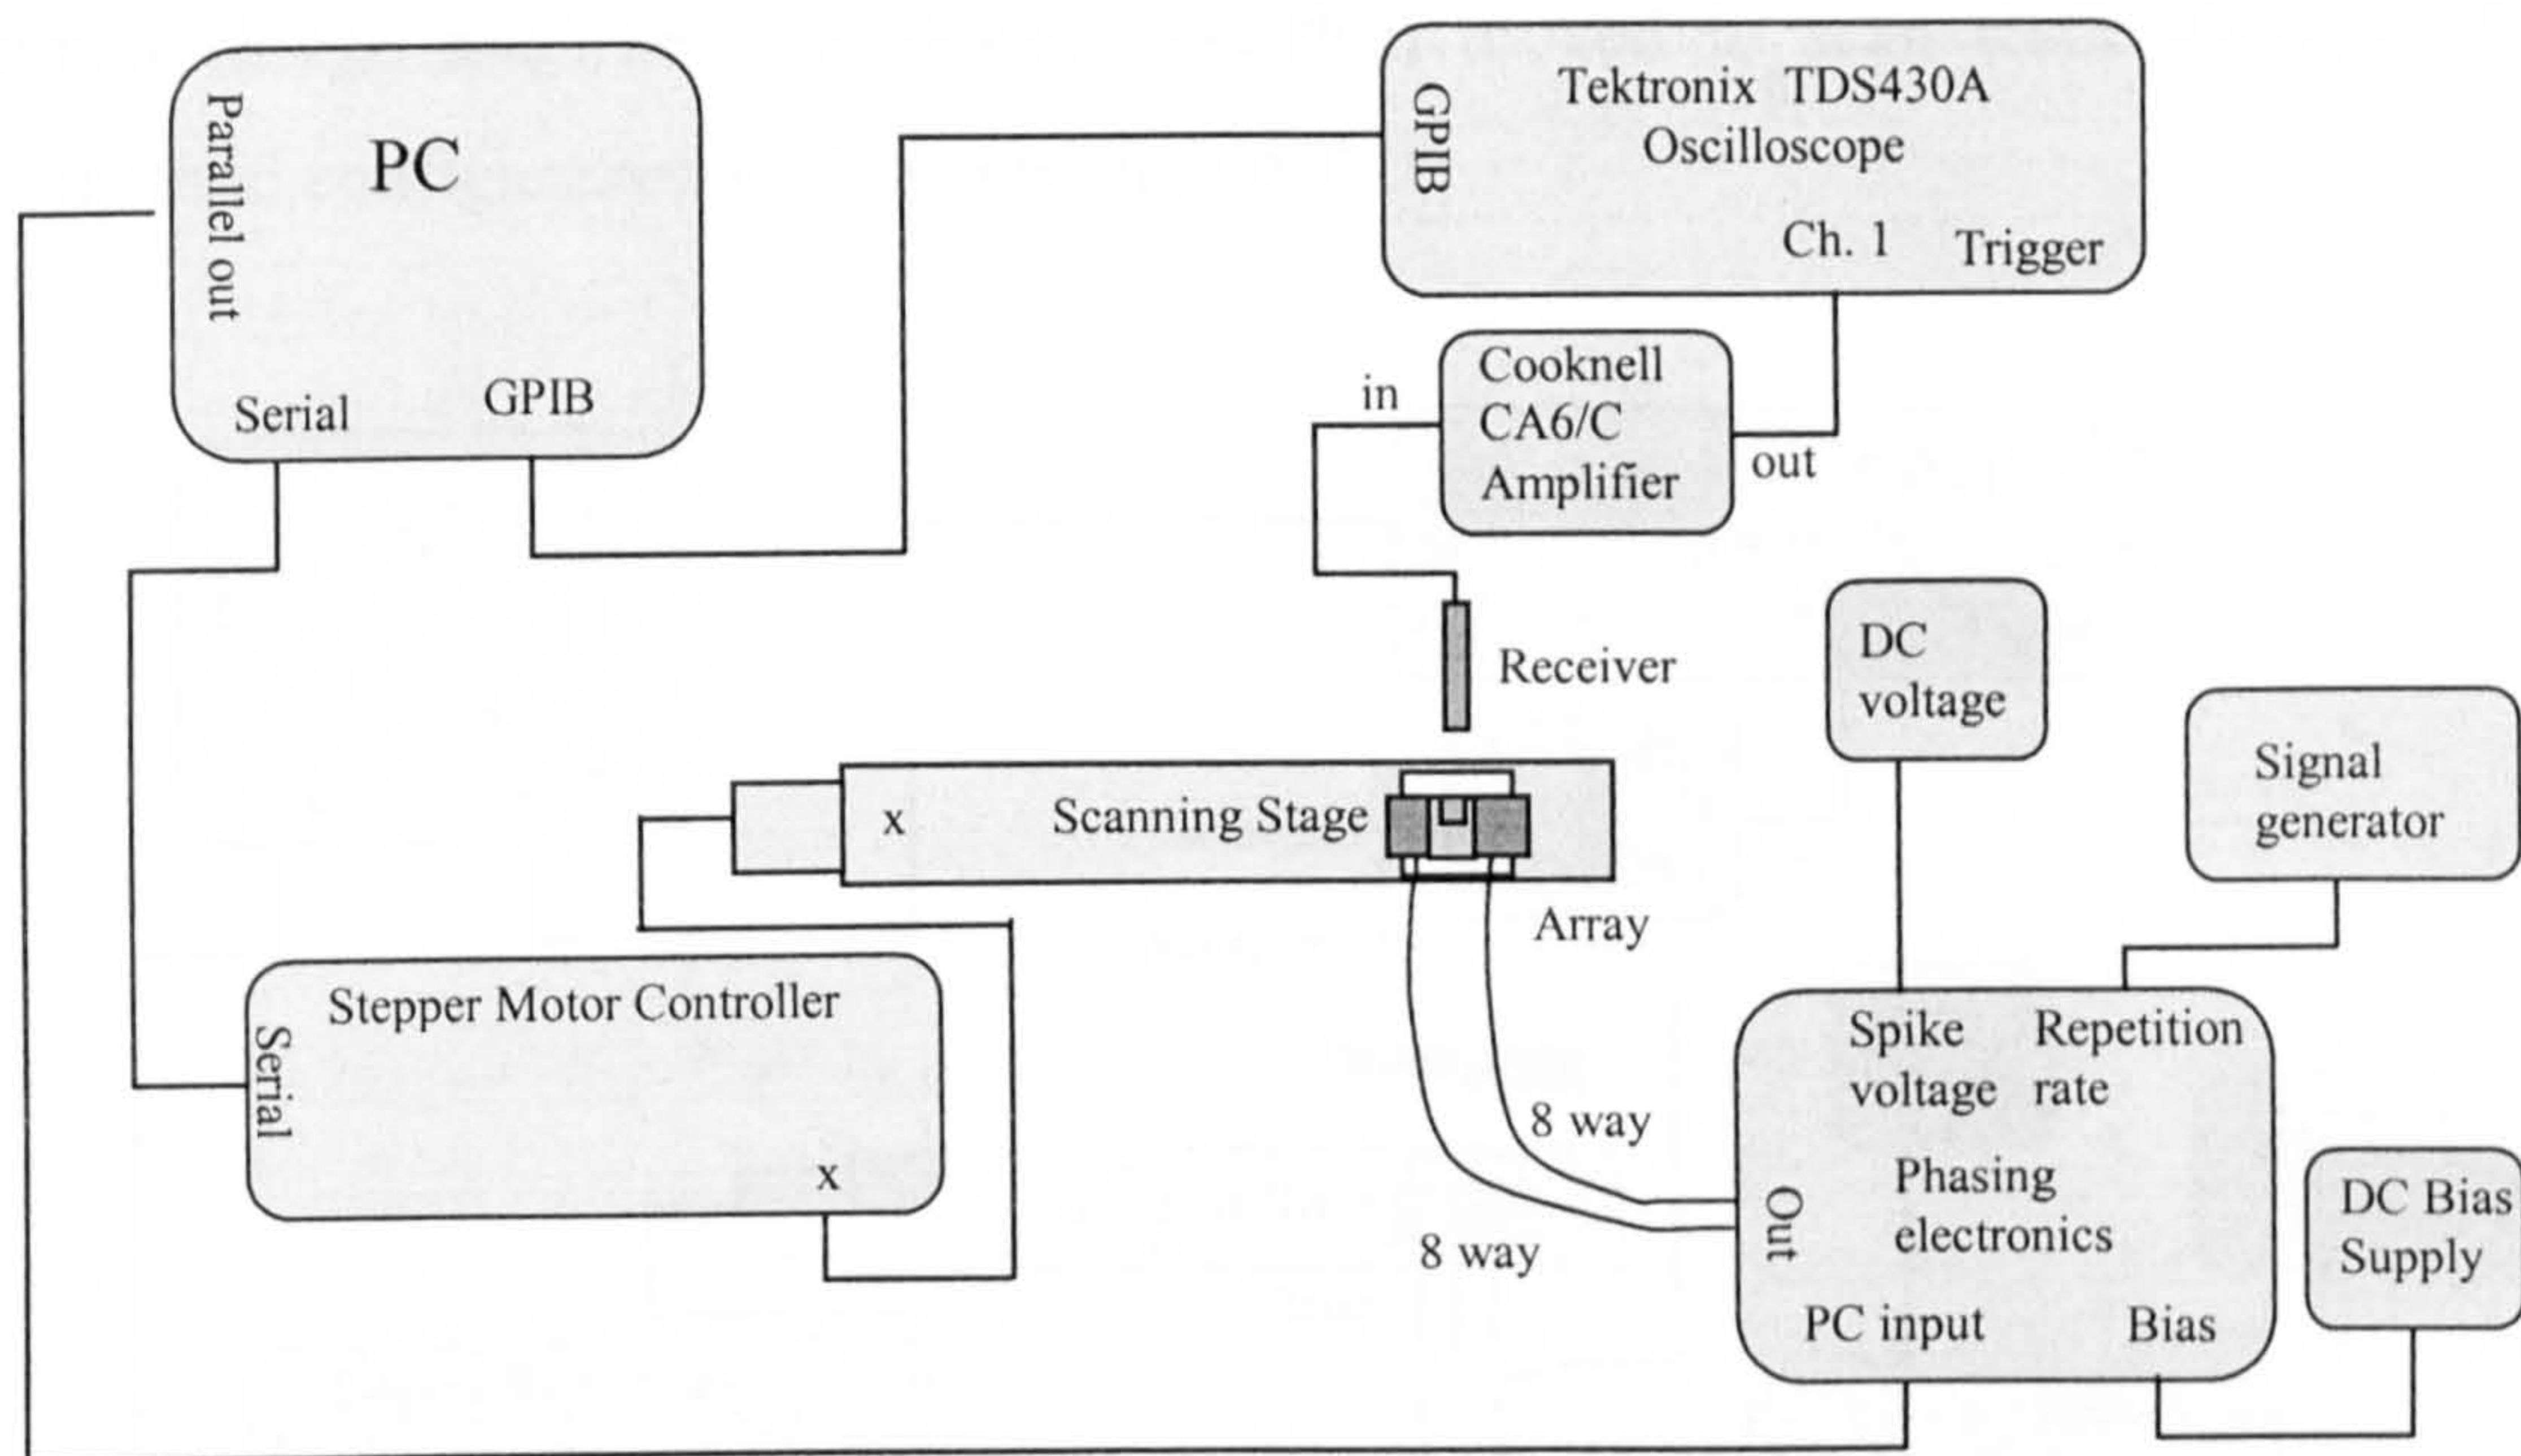 Parallel out
PC
Serial
GPIB
GPIB
Tektronix TDS430A
Oscilloscope
Ch. 1
Trigger
in
Cooknell
CA6/C
Amplifier
out
Receiver
DC
voltage
Signal
generator
x
Scanning Stage
Array
Stepper Motor Controller
Serial
x
8 way
8 way
Spike
voltage
Repetition
rate
Phasing
electronics
Out
PC input
Bias
DC Bias
Supply